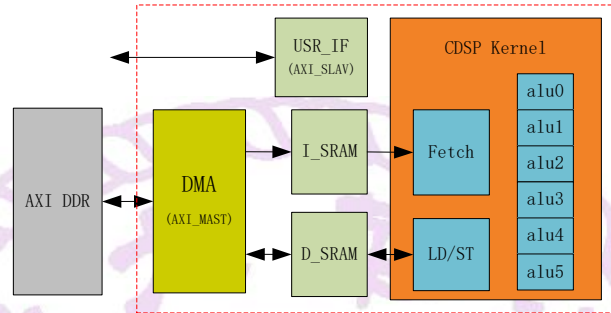 USR_IF
(AXI_SLAV)
CDSP Kernel
AXI DDR
DMA
(AXI_MAST)
I_SRAM
D_SRAM
Fetch
LD/ST
alu0
alu1
alu2
alu3
alu4
alu5